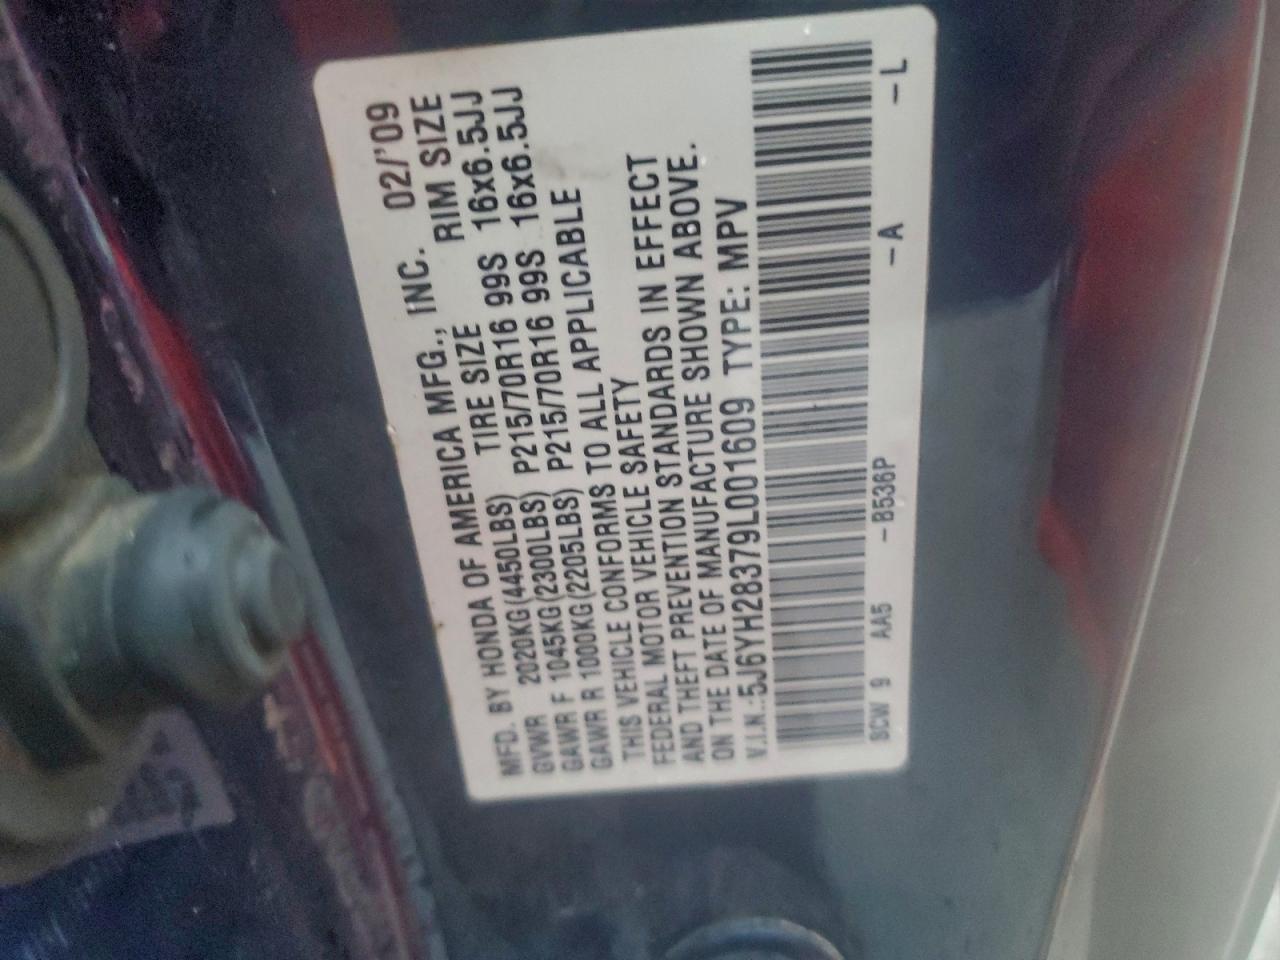 MFD. BY HONDA OF AMERICA MFG., INC. 02/'09
GVWR 2020KG(4450LBS) TIRE SIZE RIM SIZE
GAWR F 1045KG(2300LBS) P215/70R16 99S 16x6.5JJ
GAWR R 1000KG(2205LBS) P215/70R16 99S 16x6.5JJ
THIS VEHICLE CONFORMS TO ALL APPLICABLE
FEDERAL MOTOR VEHICLE SAFETY
AND THEFT PREVENTION STANDARDS IN EFFECT
ON THE DATE OF MANUFACTURE SHOWN ABOVE.
V.I.N.:5J6YH28379L001609 TYPE: MPV
SCW 9 AA5 -B536P -A -L